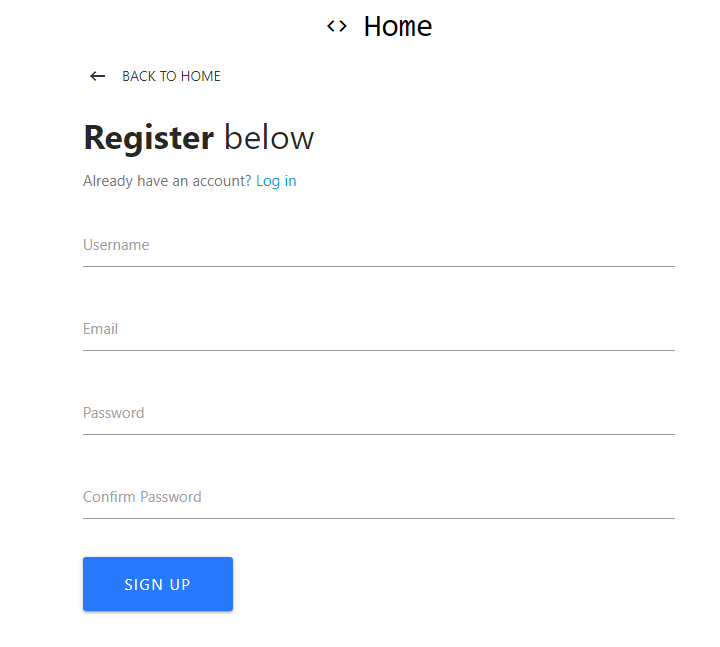 <> Home
← BACK TO HOME
Register below
Already have an account? Log in
Username
Email
Password
Confirm Password
SIGN UP